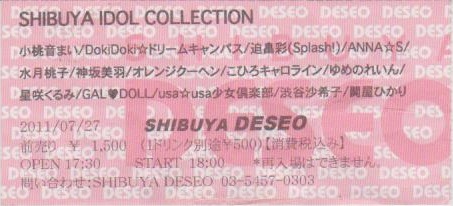 SHIBUYA IDOL COLLECTION
小桃音まい/DokiDoki☆ドリームキャンバス/迫畠彩(Splash!)/ANNA☆S/
水月桃子/神坂美羽/オレンジクーヘン/こひろキャロライン/ゆめのれいん/
星咲くるみ/GAL♥DOLL/usa☆usa少女倶楽部/渋谷沙希子/関屋ひかり
2011/07/27 SHIBUYA DESEO
前売り ¥ 1,500 (1ドリンク別途¥500)【消費税込み】
OPEN 17:30 START 18:00 *再入場はできません。
問い合わせ:SHIBUYA DESEO 03-5457-0303